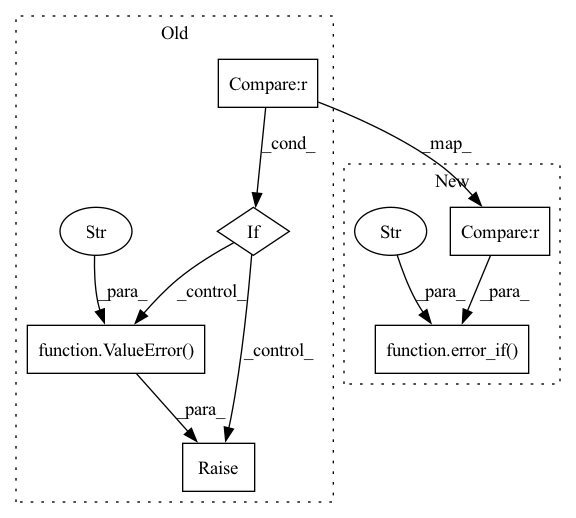 Old
Compare:r
_cond_
_map_
New
Str
If
Str
Compare:r
_para_
_control_
_para_
_para_
function.ValueError()
_control_
function.error_if()
_para_
Raise